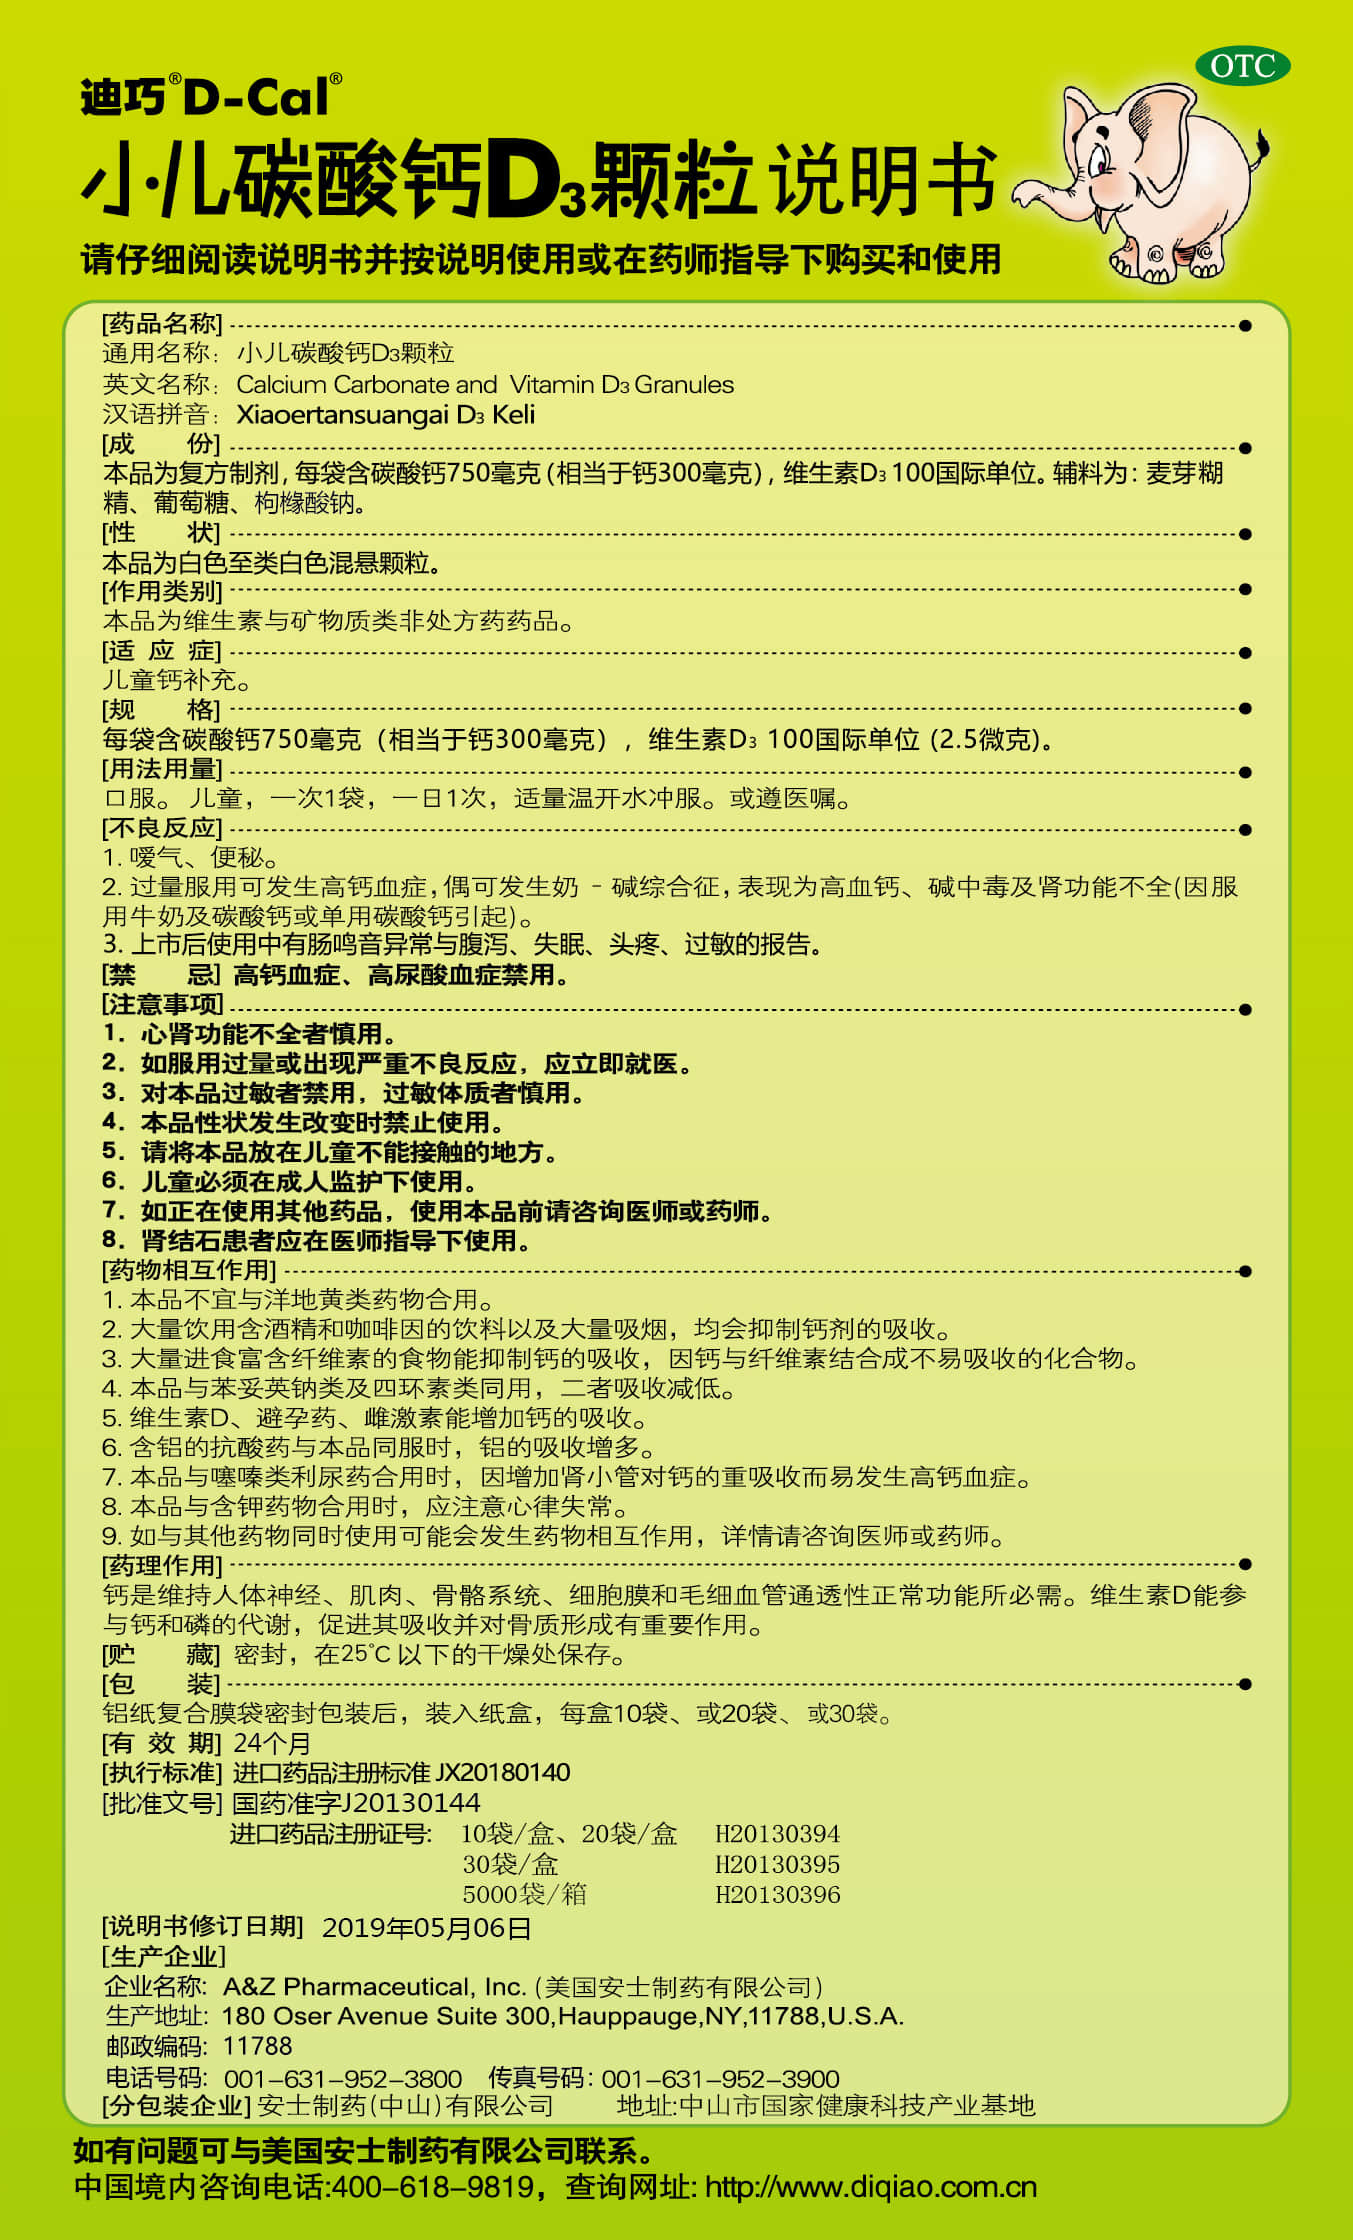 OTC
迪巧®D-Cal®
小儿碳酸钙D₃颗粒说明书
请仔细阅读说明书并按说明使用或在药师指导下购买和使用
[药品名称]
通用名称：小儿碳酸钙D₃颗粒
英文名称：Calcium Carbonate and Vitamin D₃ Granules
汉语拼音：Xiaoertansuangai D₃ Keli
[成　份]
本品为复方制剂，每袋含碳酸钙750毫克（相当于钙300毫克），维生素D₃ 100国际单位。辅料为：麦芽糊
精、葡萄糖、枸橼酸钠。
[性　状]
本品为白色至类白色混悬颗粒。
[作用类别]
本品为维生素与矿物质类非处方药药品。
[适 应 症]
儿童钙补充。
[规　格]
每袋含碳酸钙750毫克（相当于钙300毫克），维生素D₃ 100国际单位 (2.5微克)。
[用法用量]
口服。儿童，一次1袋，一日1次，适量温开水冲服。或遵医嘱。
[不良反应]
1. 嗳气、便秘。
2. 过量服用可发生高钙血症，偶可发生奶－碱综合征，表现为高血钙、碱中毒及肾功能不全(因服
用牛奶及碳酸钙或单用碳酸钙引起)。
3. 上市后使用中有肠鸣音异常与腹泻、失眠、头疼、过敏的报告。
[禁　忌] 高钙血症、高尿酸血症禁用。
[注意事项]
1. 心肾功能不全者慎用。
2. 如服用过量或出现严重不良反应，应立即就医。
3. 对本品过敏者禁用，过敏体质者慎用。
4. 本品性状发生改变时禁止使用。
5. 请将本品放在儿童不能接触的地方。
6. 儿童必须在成人监护下使用。
7. 如正在使用其他药品，使用本品前请咨询医师或药师。
8. 肾结石患者应在医师指导下使用。
[药物相互作用]
1. 本品不宜与洋地黄类药物合用。
2. 大量饮用含酒精和咖啡因的饮料以及大量吸烟，均会抑制钙剂的吸收。
3. 大量进食富含纤维素的食物能抑制钙的吸收，因钙与纤维素结合成不易吸收的化合物。
4. 本品与苯妥英钠类及四环素类同用，二者吸收减低。
5. 维生素D、避孕药、雌激素能增加钙的吸收。
6. 含铝的抗酸药与本品同服时，铝的吸收增多。
7. 本品与噻嗪类利尿药合用时，因增加肾小管对钙的重吸收而易发生高钙血症。
8. 本品与含钾药物合用时，应注意心律失常。
9. 如与其他药物同时使用可能会发生药物相互作用，详情请咨询医师或药师。
[药理作用]
钙是维持人体神经、肌肉、骨骼系统、细胞膜和毛细血管通透性正常功能所必需。维生素D能参
与钙和磷的代谢，促进其吸收并对骨质形成有重要作用。
[贮　藏] 密封，在25℃以下的干燥处保存。
[包　装]
铝纸复合膜袋密封包装后，装入纸盒，每盒10袋、或20袋、或30袋。
[有 效 期] 24个月
[执行标准] 进口药品注册标准 JX20180140
[批准文号] 国药准字J20130144
进口药品注册证号： 10袋/盒、20袋/盒 H20130394
30袋/盒 H20130395
5000袋/箱 H20130396
[说明书修订日期] 2019年05月06日
[生产企业]
企业名称: A&Z Pharmaceutical, Inc.（美国安士制药有限公司）
生产地址: 180 Oser Avenue Suite 300,Hauppauge,NY,11788,U.S.A.
邮政编码: 11788
电话号码: 001-631-952-3800 传真号码: 001-631-952-3900
[分包装企业] 安士制药(中山)有限公司 地址:中山市国家健康科技产业基地
如有问题可与美国安士制药有限公司联系。
中国境内咨询电话:400-618-9819，查询网址: http://www.diqiao.com.cn